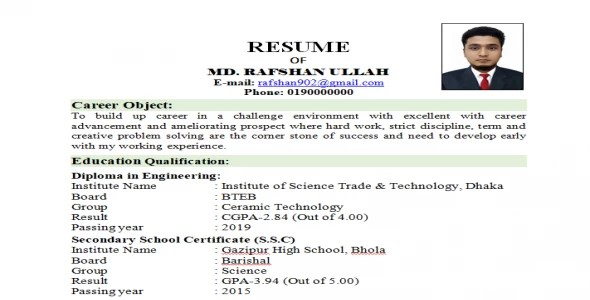 RESUME
OF
MD. RAFSHAN ULLAH
E-mail: rafshan902@gmail.com
Phone: 0190000000
Career Object:
To build up career in a challenge environment with excellent with career
advancement and ameliorating prospect where hard work, strict discipline, term and
creative problem solving are the corner stone of success and need to develop early
with my working experience.
Education Qualification:
Diploma in Engineering:
Institute Name : Institute of Science Trade & Technology, Dhaka
Board : BTEB
Group : Ceramic Technology
Result : CGPA-2.84 (Out of 4.00)
Passing year : 2019
Secondary School Certificate (S.S.C)
Institute Name : Gazipur High School, Bhola
Board : Barishal
Group : Science
Result : GPA-3.94 (Out of 5.00)
Passing year : 2015